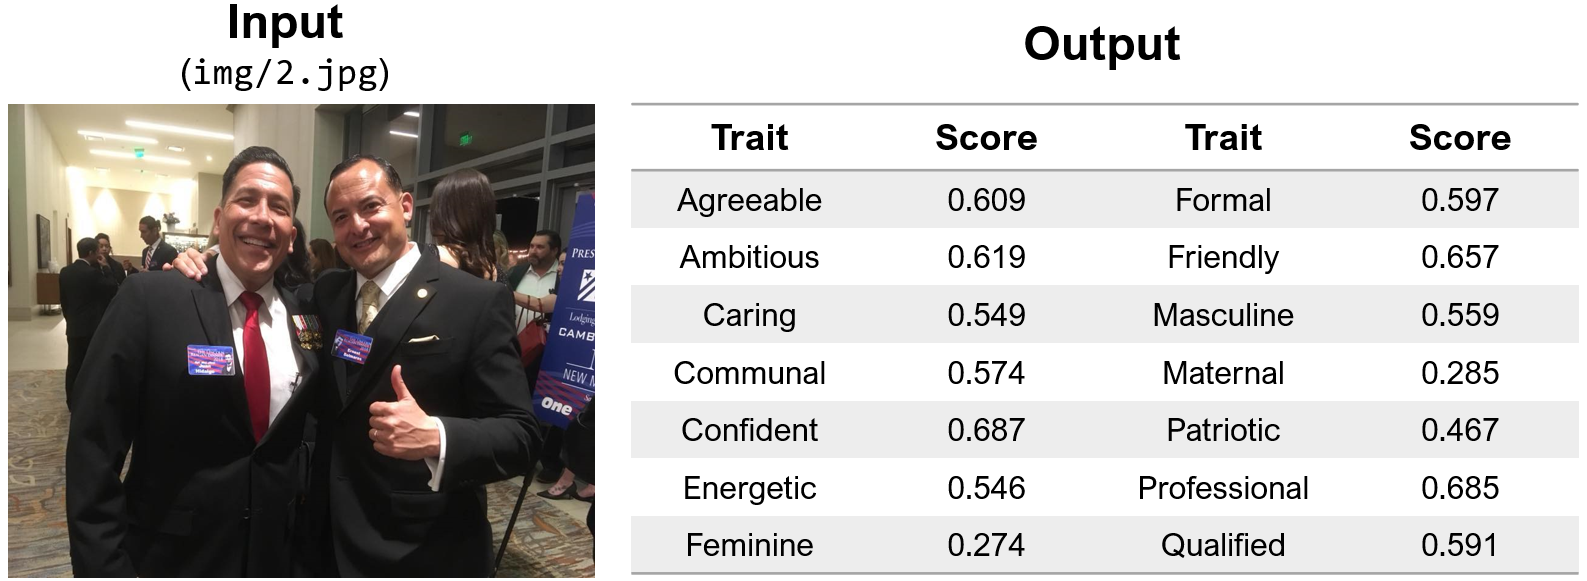 Input
(img/2.jpg)
Output
Trait Score Trait Score
Agreeable 0.609 Formal 0.597
Ambitious 0.619 Friendly 0.657
Caring 0.549 Masculine 0.559
Communal 0.574 Maternal 0.285
Confident 0.687 Patriotic 0.467
Energetic 0.546 Professional 0.685
Feminine 0.274 Qualified 0.591
PRES
Lodging
CAMB
NEW M
One